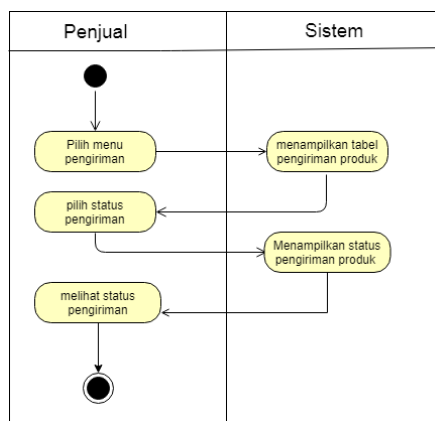 Penjual
Sistem
Pilih menu
pengiriman
menampilkan tabel
pengiriman produk
pilih status
pengiriman
Menampilkan status
pengiriman produk
melihat status
pengiriman